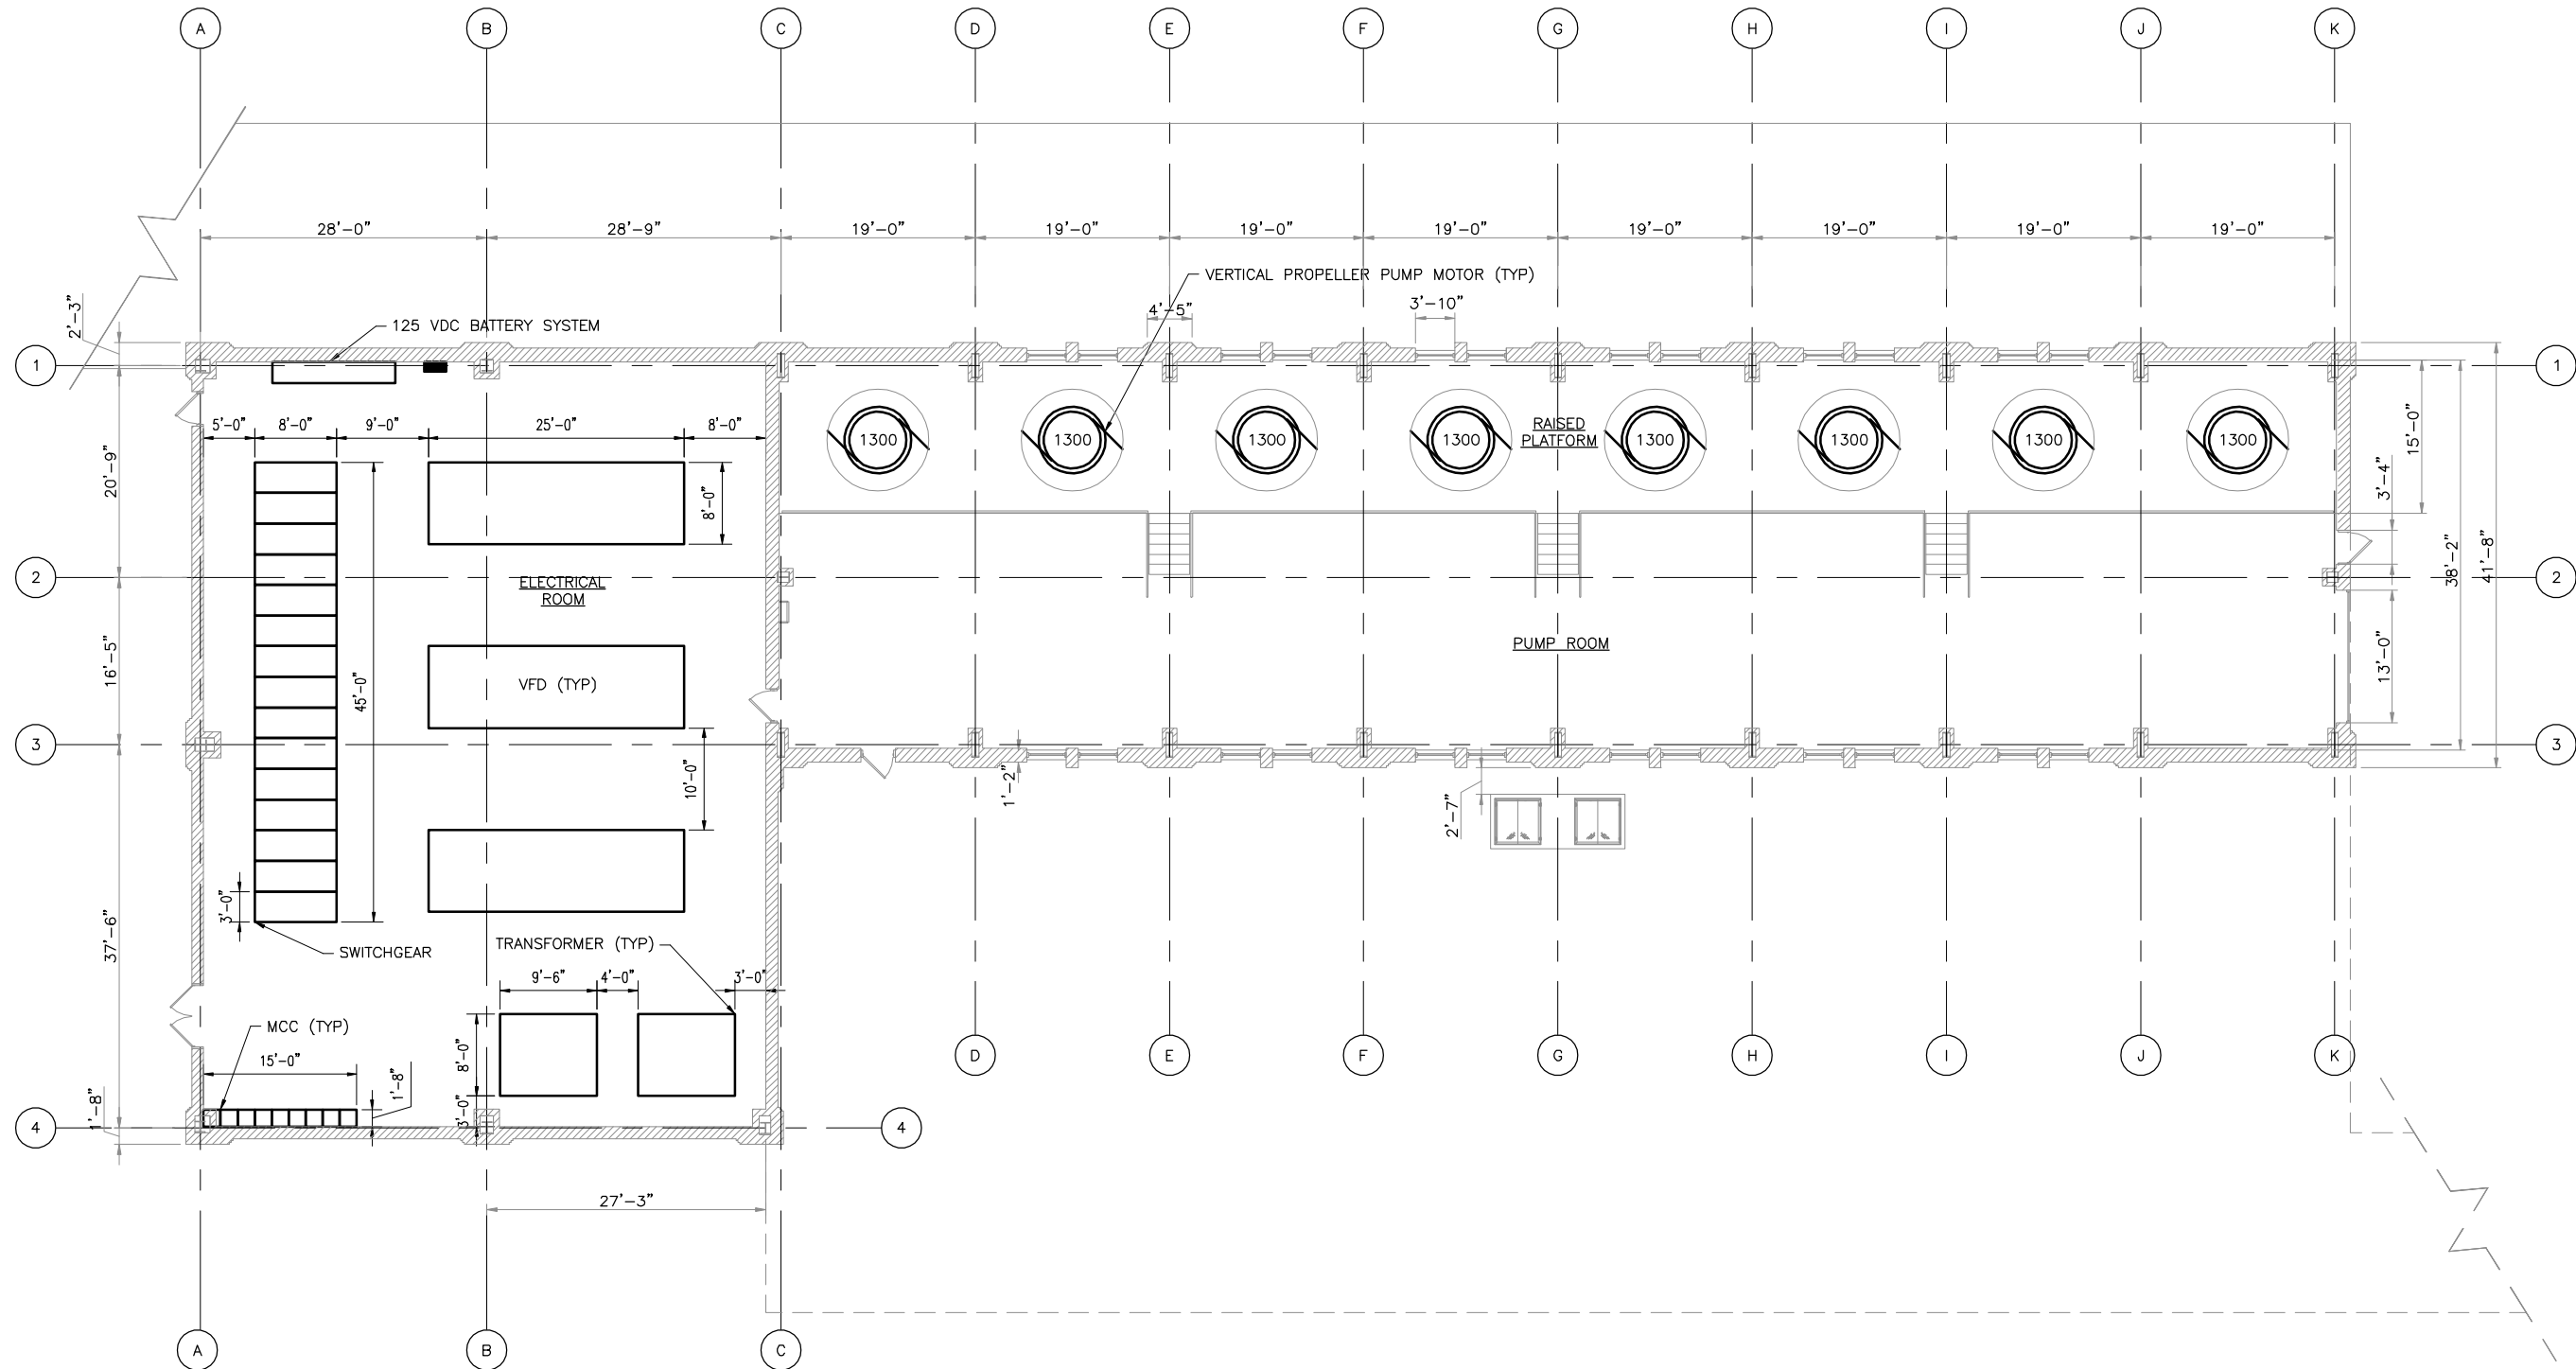 A B C D E F G H I J K
28'-0" 28'-9" 19'-0" 19'-0" 19'-0" 19'-0" 19'-0" 19'-0" 19'-0" 19'-0"
VERTICAL PROPELLER PUMP MOTOR (TYP)
2'-3"
4'-5"
3'-10"
125 VDC BATTERY SYSTEM
1
1
5'-0" 8'-0" 9'-0" 25'-0" 8'-0"
1300 1300 1300 1300 1300 1300 1300 1300
RAISED
PLATFORM
15'-0"
20'-9"
8'-0"
3'-4"
38'-2"
41'-8"
2
2
ELECTRICAL
ROOM
PUMP ROOM
16'-5"
45'-0"
VFD (TYP)
13'-0"
3
3
10'-0"
1'-2"
2'-7"
3'-0"
37'-6"
SWITCHGEAR
TRANSFORMER (TYP)
9'-6" 4'-0" 3'-0"
MCC (TYP)
15'-0"
8'-0"
1'-8"
1'-8"
3'-0"
D E F G H I J K
4
4
27'-3"
A B C